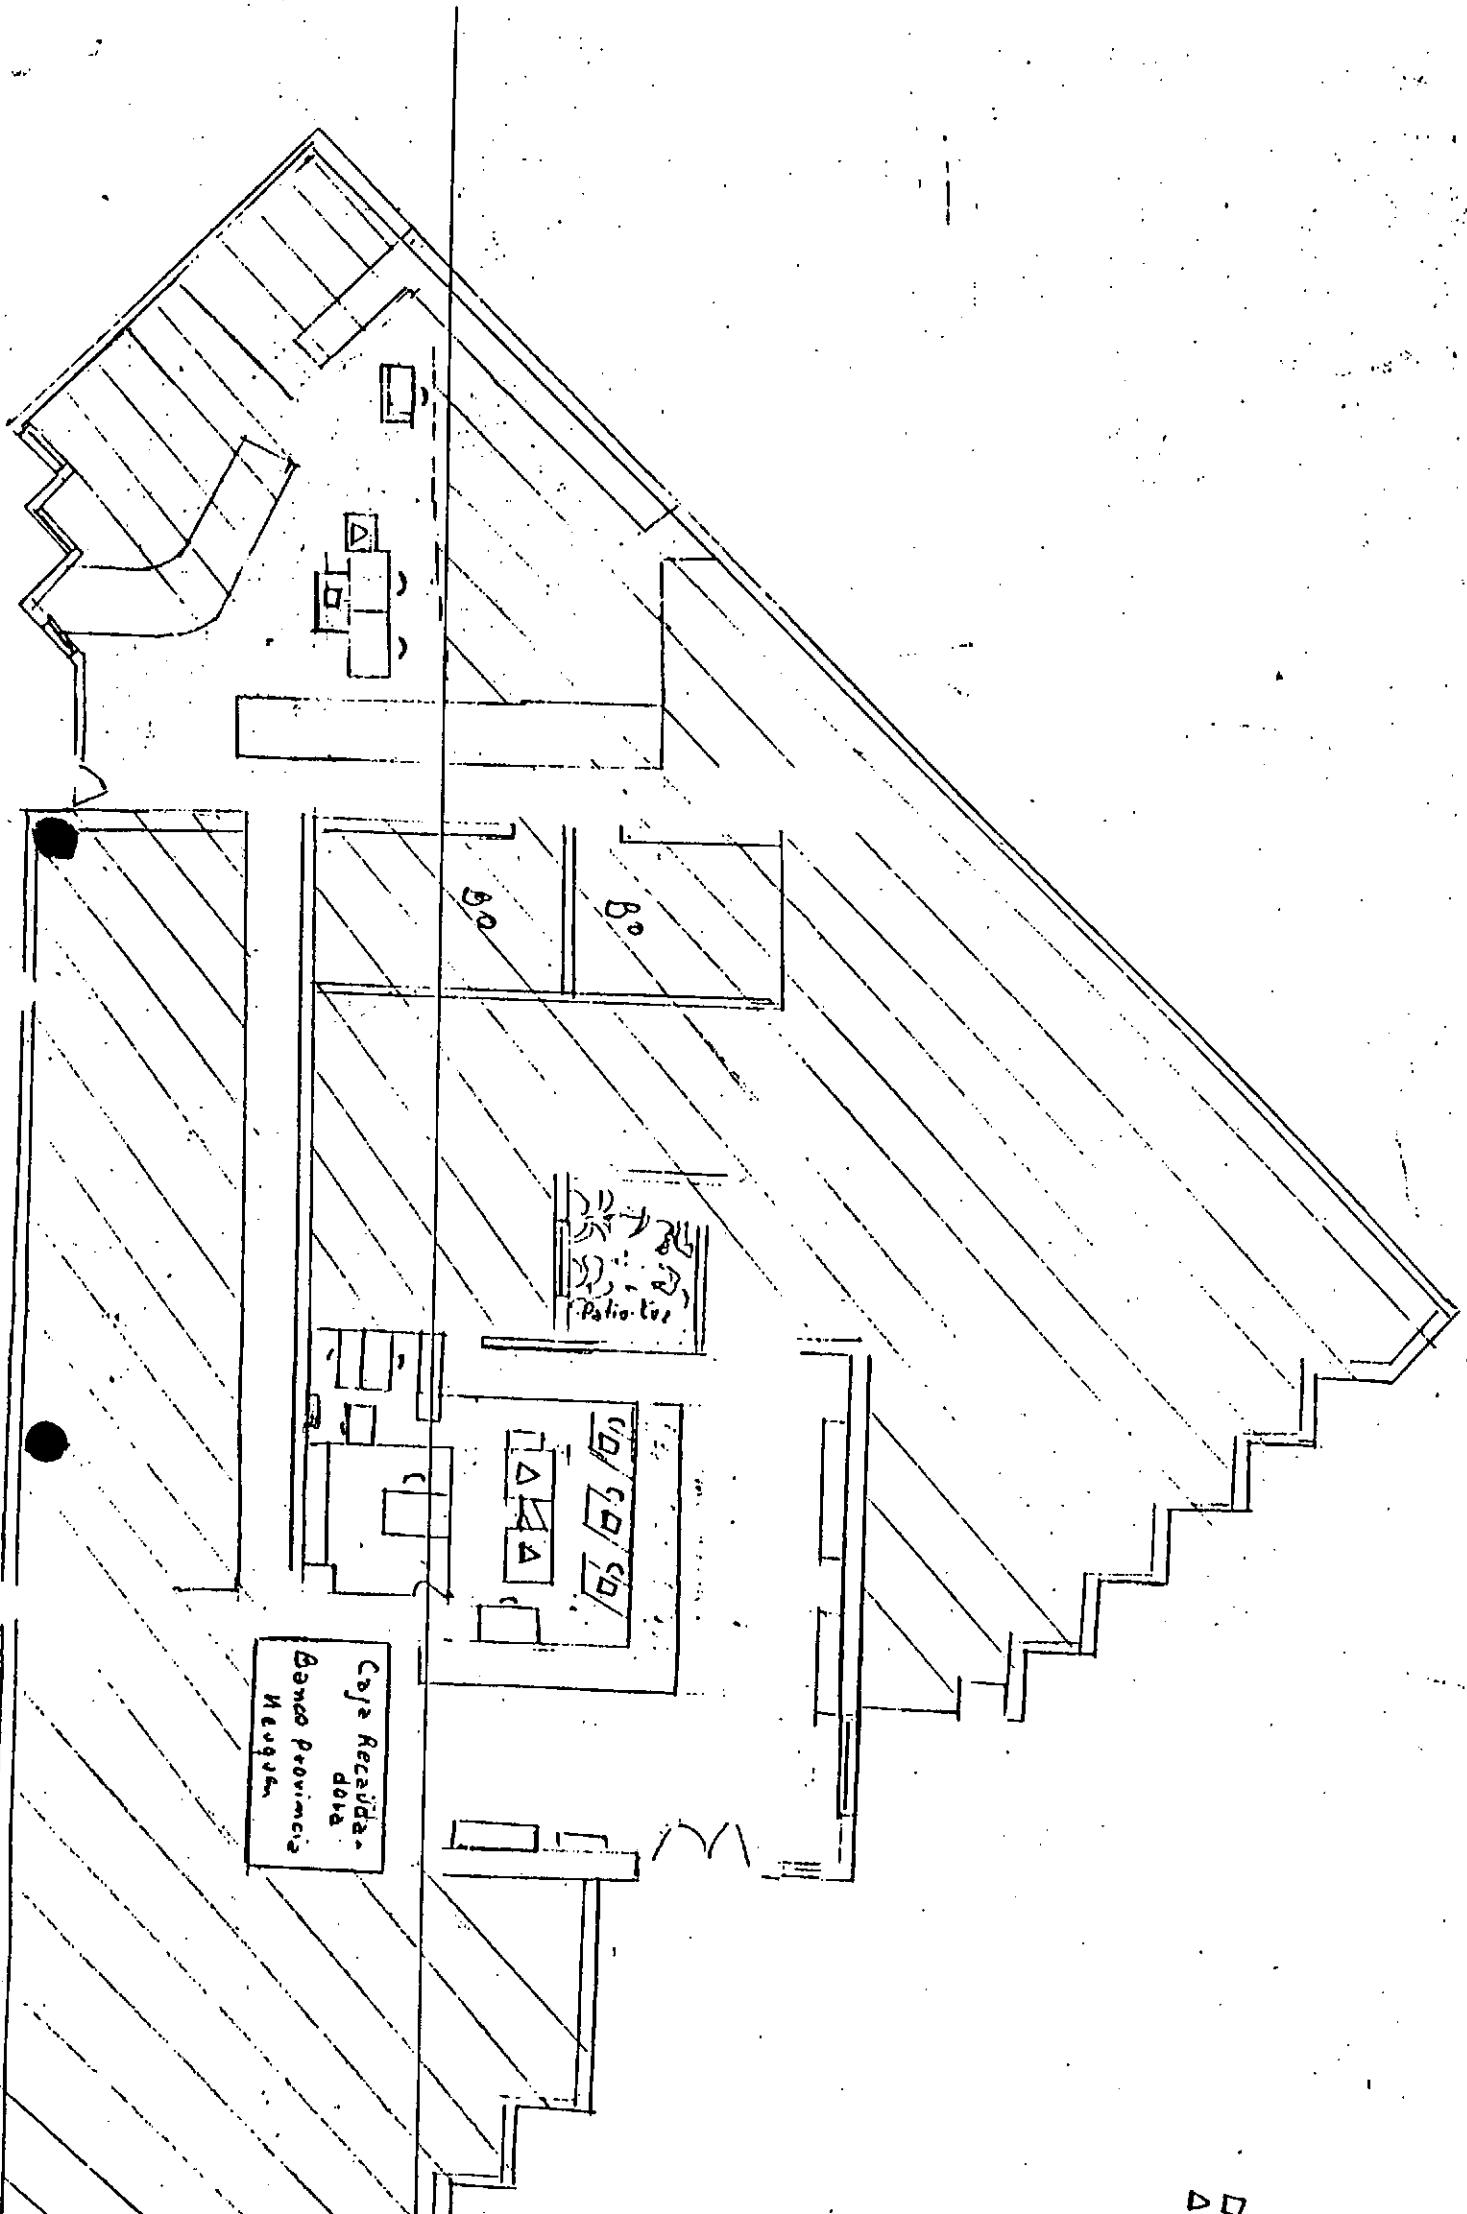 Bº
Bº
Patio-Luz
Caja Recauda-
dora
Banco Provincia
Neuquén